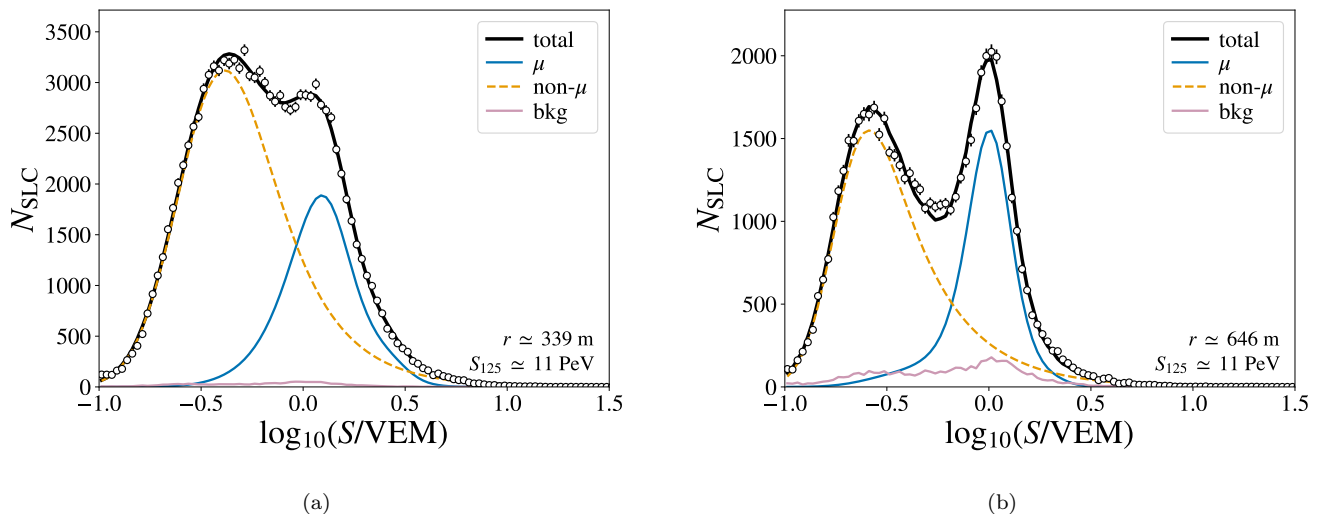 3500
3000
2500
2000
1500
1000
500
0
N_SLC
total
μ
non-μ
bkg
r ≃ 339 m
S_125 ≃ 11 PeV
−1.0 −0.5 0.0 0.5 1.0 1.5
log_10(S/VEM)
(a)
2000
1500
1000
500
0
N_SLC
total
μ
non-μ
bkg
r ≃ 646 m
S_125 ≃ 11 PeV
−1.0 −0.5 0.0 0.5 1.0 1.5
log_10(S/VEM)
(b)